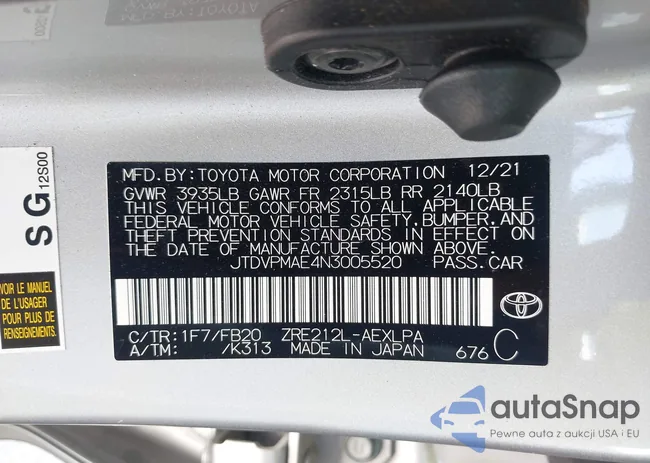 MFD. BY: TOYOTA MOTOR CORPORATION 12/21
GVWR 3935LB GAWR FR 2315LB RR 2140LB
THIS VEHICLE CONFORMS TO ALL APPLICABLE
FEDERAL MOTOR VEHICLE SAFETY, BUMPER, AND
THEFT PREVENTION STANDARDS IN EFFECT ON
THE DATE OF MANUFACTURE SHOWN ABOVE.
JTDVPMAE4N3005520 PASS. CAR
C/TR: 1F7/FB20 ZRE212L-AEXLPA
A/TM: /K313 MADE IN JAPAN 676 C
SG 12S00
VOIR LE MANUEL
DE L'USAGER
POUR PLUS DE
RENSEIGNEMENTS
autaSnap
Pewne auta z aukcji USA i EU